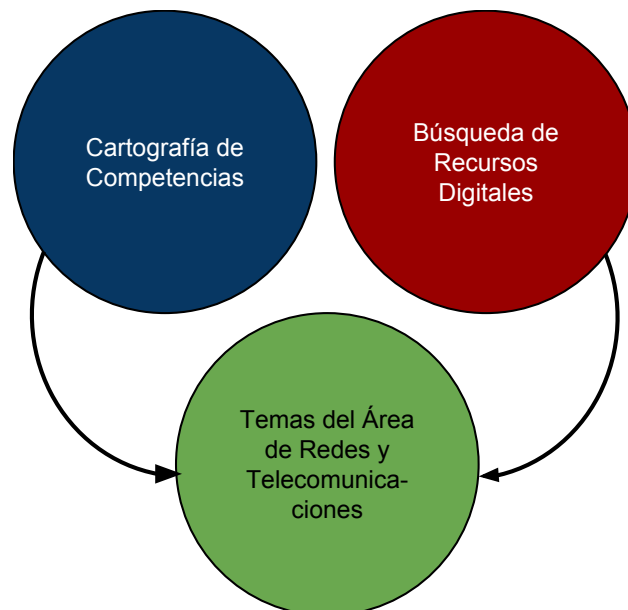 Cartografía de
Competencias
Búsqueda de
Recursos
Digitales
Temas del Área
de Redes y
Telecomunica-
ciones